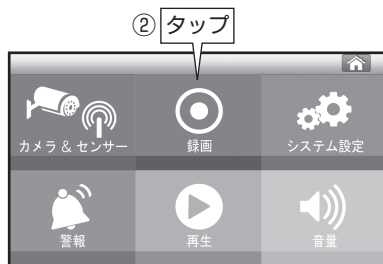 ② タップ
カメラ & センサー
録画
システム設定
警報
再生
音量